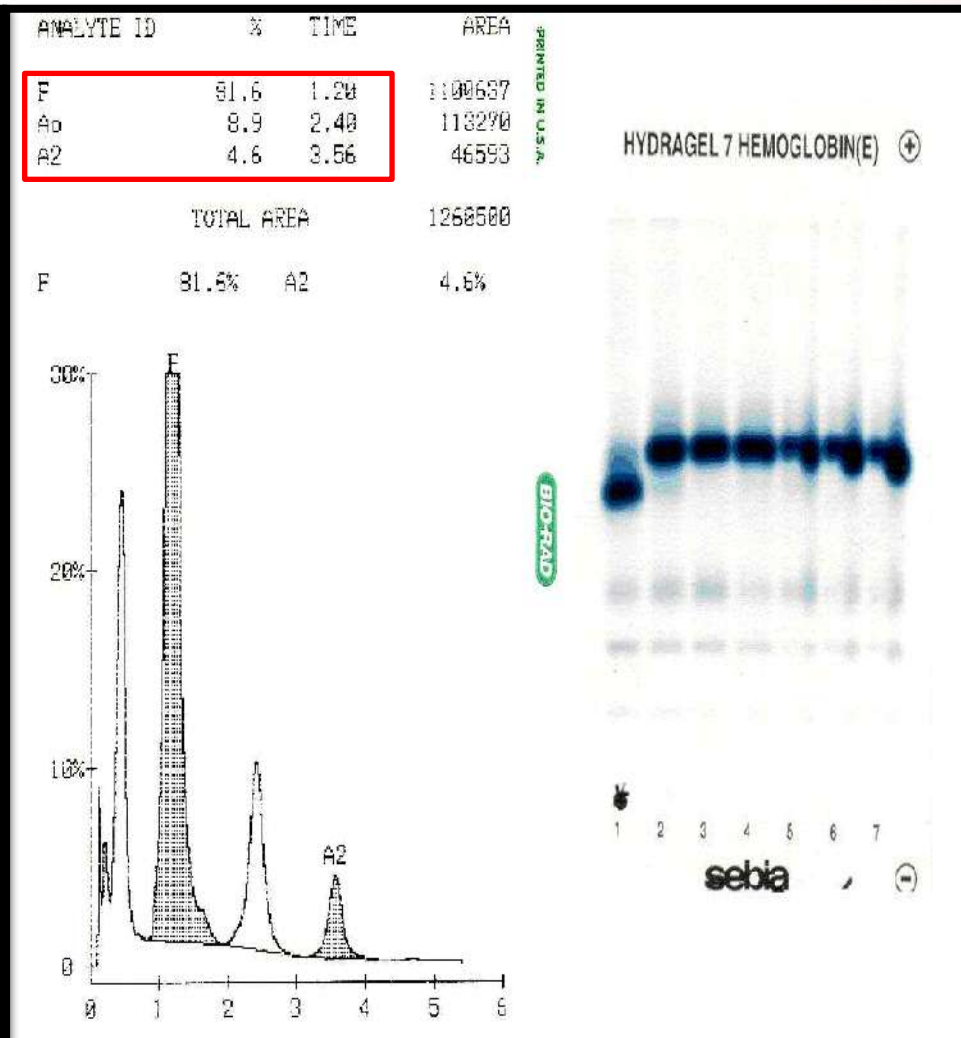 ANALYTE ID % TIME AREA
F 81.6 1.20 1100637
Ao 8.9 2.40 113270
A2 4.6 3.56 46593
TOTAL AREA 1260500
F 81.6% A2 4.6%
PRINTED IN U.S.A.
BIO-RAD
F
30%
20%
10%
0
A2
0 1 2 3 4 5 6
HYDRAGEL 7 HEMOGLOBIN(E) +
*
1 2 3 4 5 6 7
sebia -